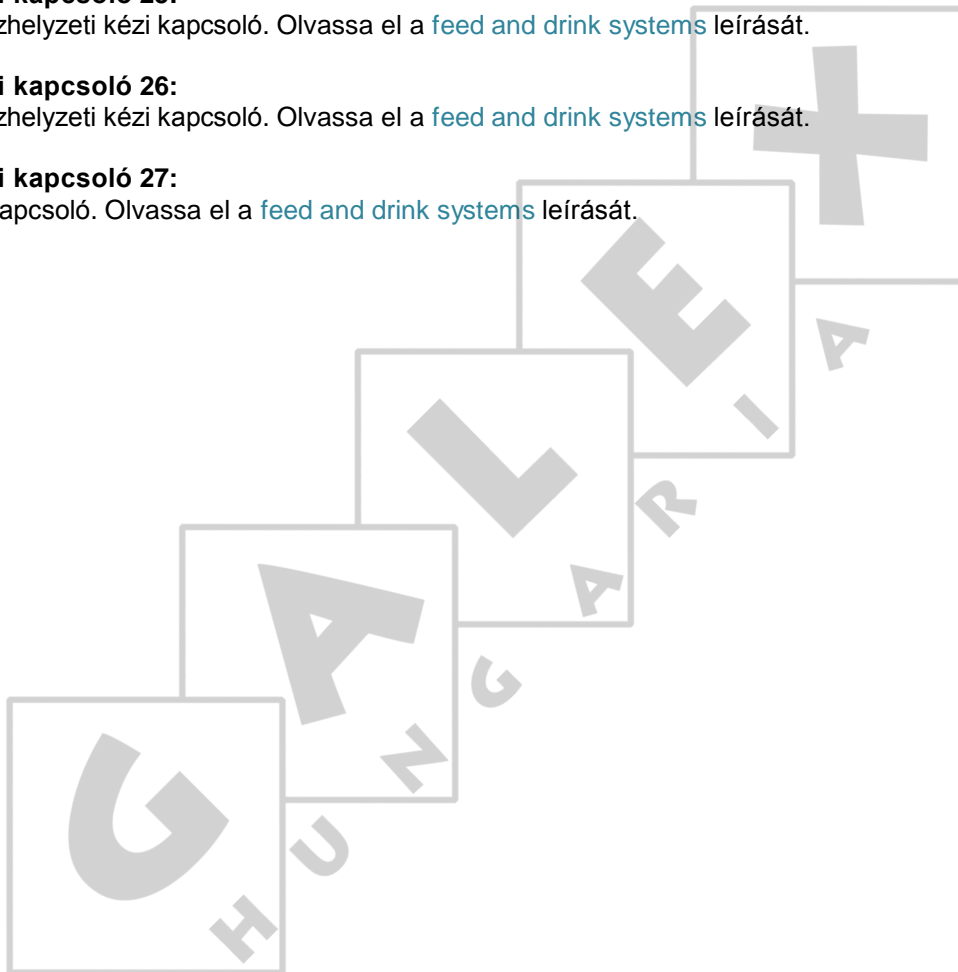 zhelyzeti kézi kapcsoló. Olvassa el a feed and drink systems leírását.
i kapcsoló 26:
zhelyzeti kézi kapcsoló. Olvassa el a feed and drink systems leírását.
i kapcsoló 27:
apcsoló. Olvassa el a feed and drink systems leírását.
GALLE+
HUNGARIA